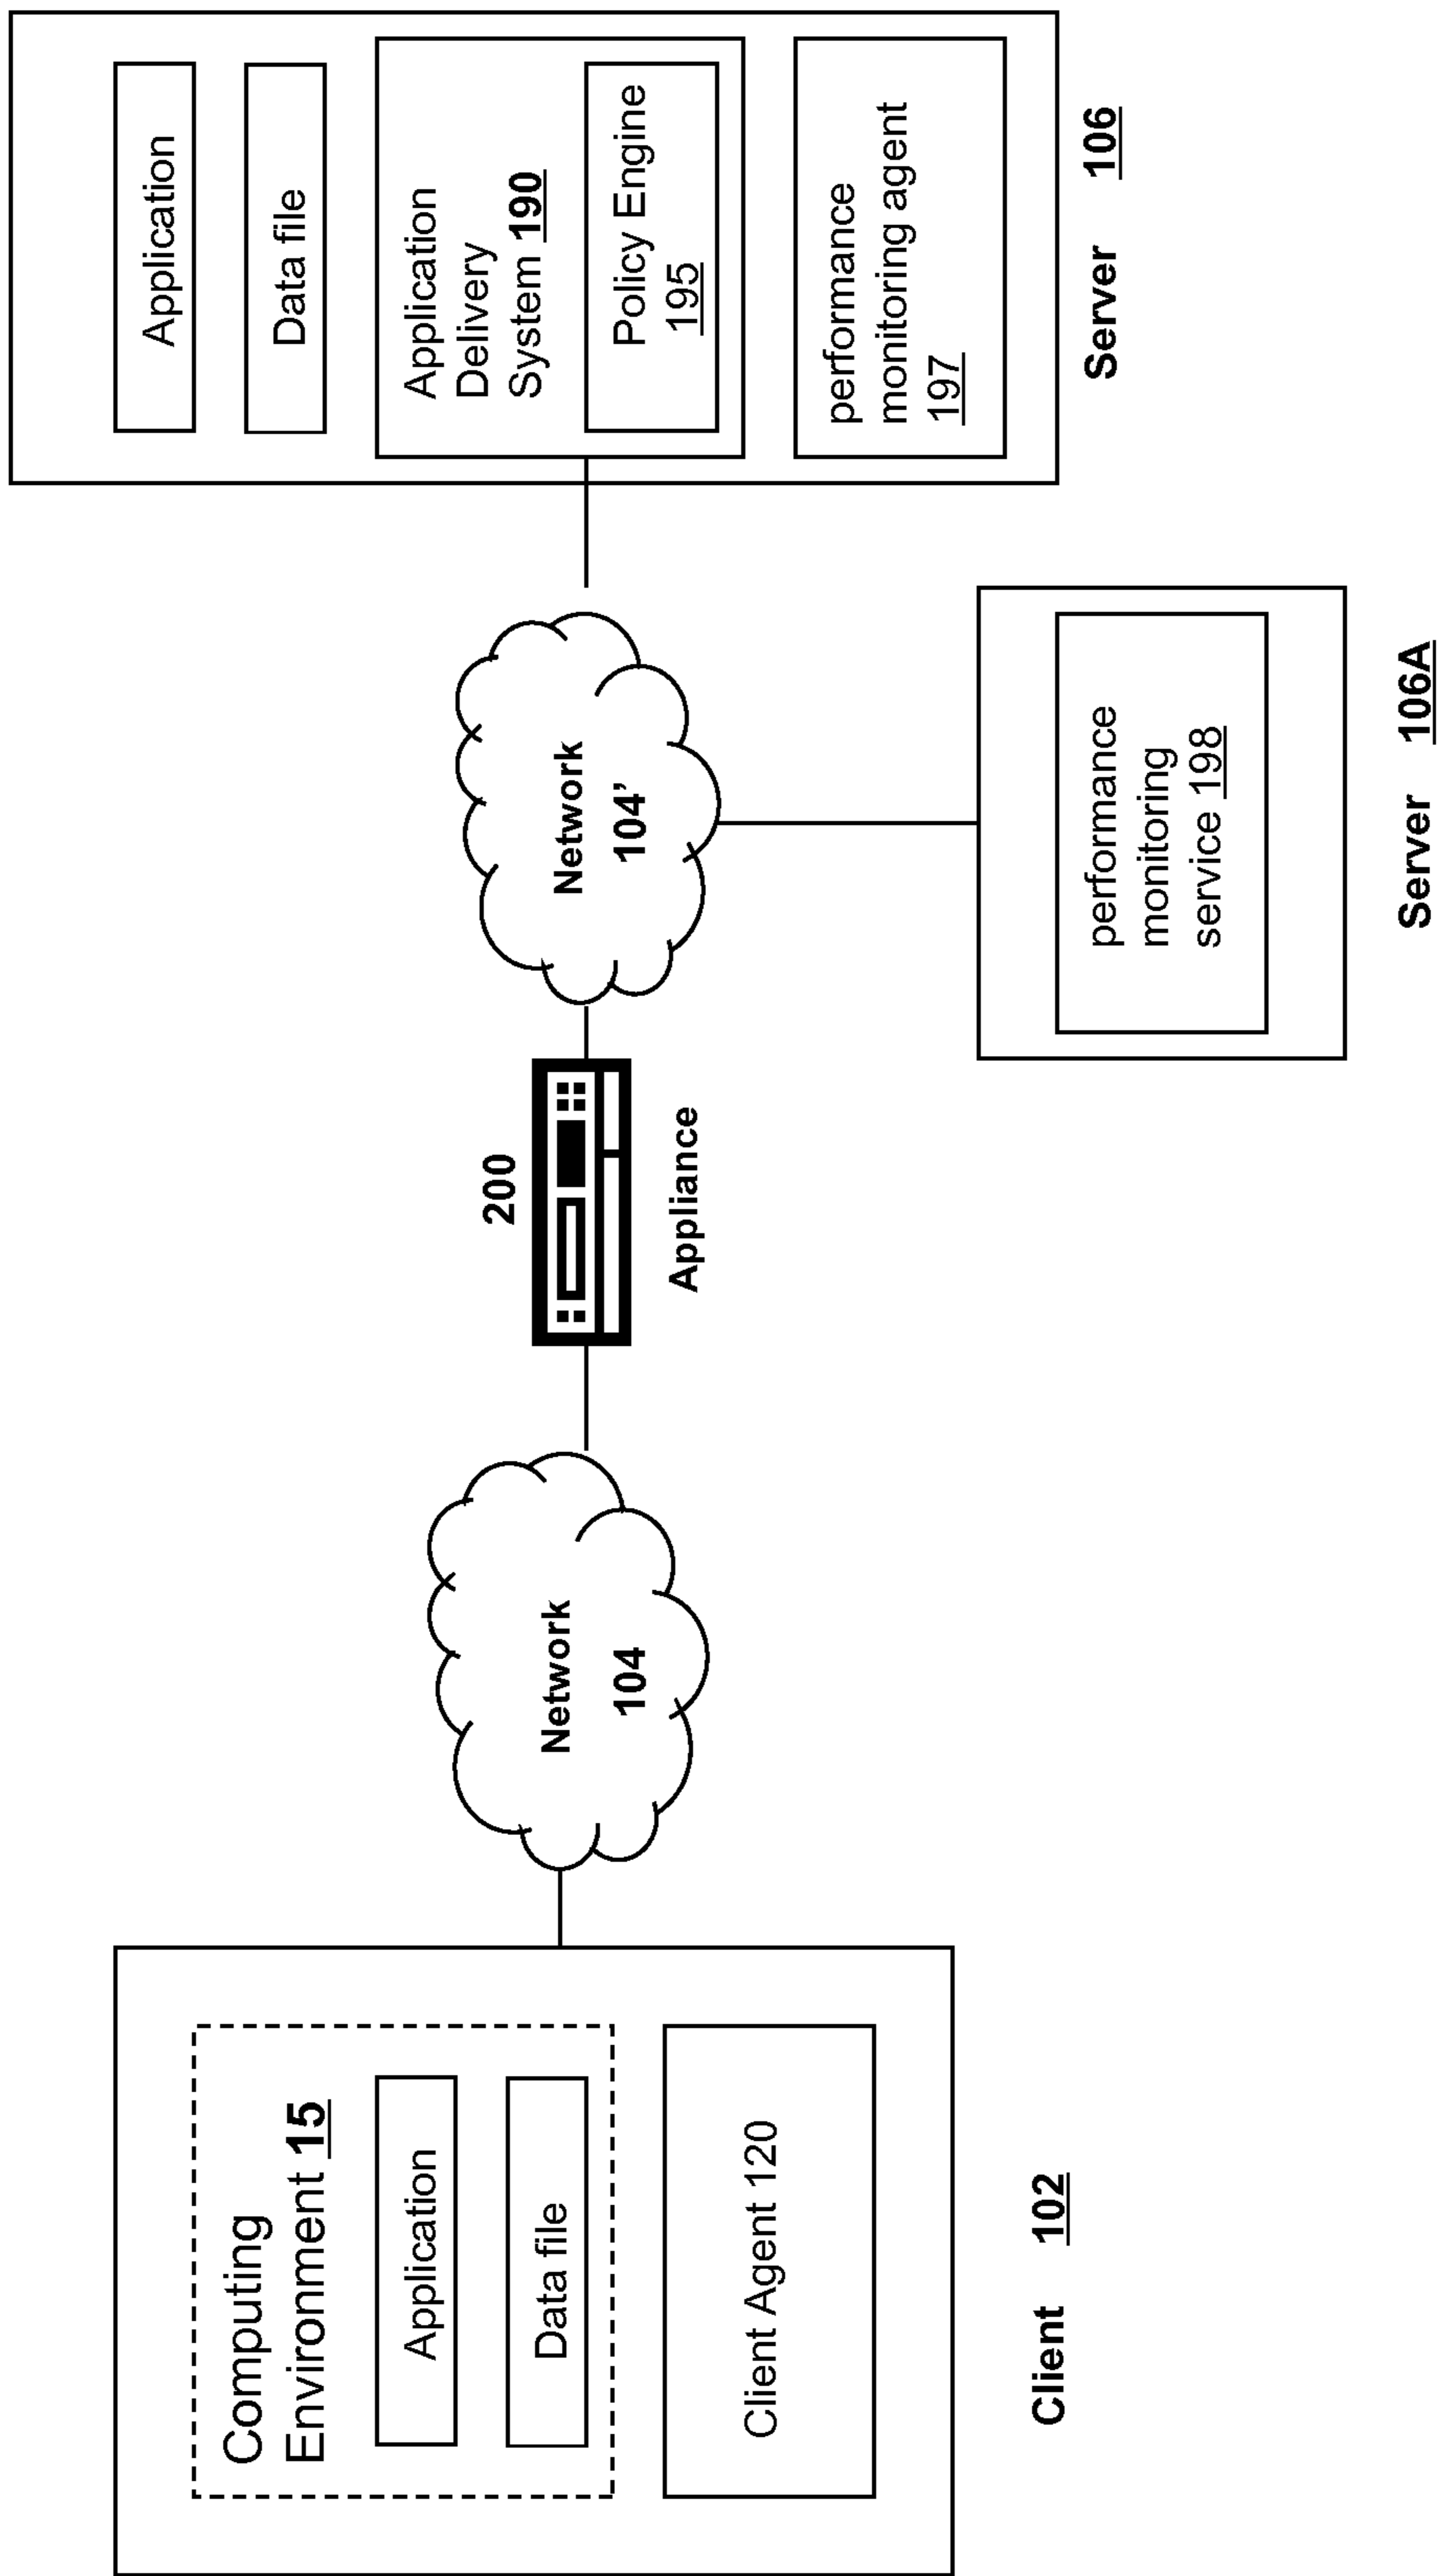 Computing
Environment 15
Application
Data file
Client Agent 120
Client 102
Network
104
200
Appliance
Network
104’
performance
monitoring
service 198
Server 106A
Application
Data file
Application
Delivery
System 190
Policy Engine
195
performance
monitoring agent
197
Server 106